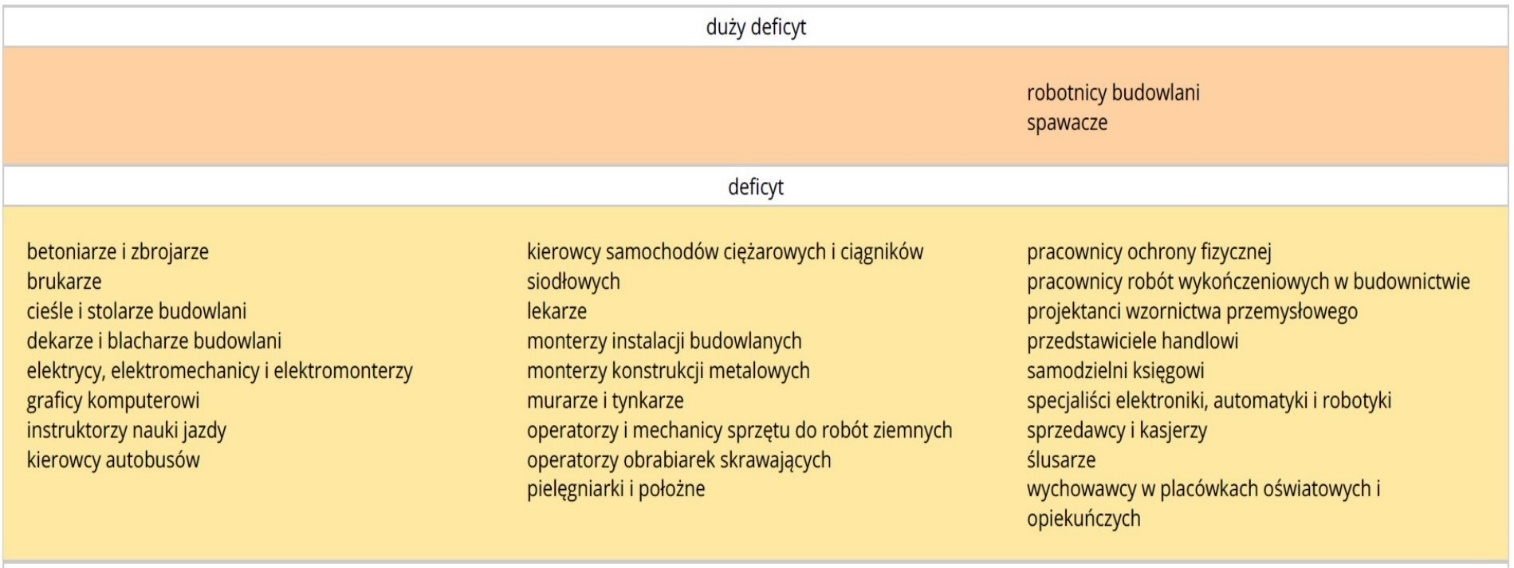 duży deficyt
robotnicy budowlani
spawacze
deficyt
betoniarze i zbrojarze
brukarze
cieśle i stolarze budowlani
dekarze i blacharze budowlani
elektrycy, elektromechanicy i elektromonterzy
graficy komputerowi
instruktorzy nauki jazdy
kierowcy autobusów
kierowcy samochodów ciężarowych i ciągników
siodłowych
lekarze
monterzy instalacji budowlanych
monterzy konstrukcji metalowych
murarze i tynkarze
operatorzy i mechanicy sprzętu do robót ziemnych
operatorzy obrabiarek skrawających
pielęgniarki i położne
pracownicy ochrony fizycznej
pracownicy robót wykończeniowych w budownictwie
projektanci wzornictwa przemysłowego
przedstawiciele handlowi
samodzielni księgowi
specjaliści elektroniki, automatyki i robotyki
sprzedawcy i kasjerzy
ślusarze
wychowawcy w placówkach oświatowych i
opiekuńczych